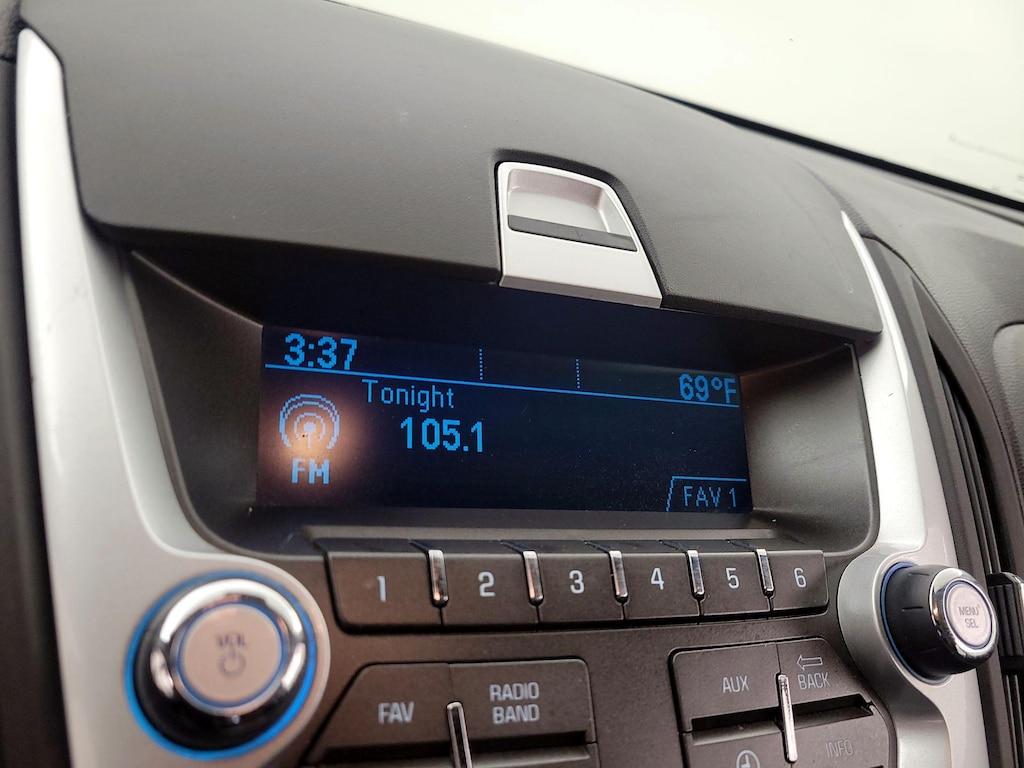 3:37
69°F
Tonight
105.1
FM
FAV 1
1 2 3 4 5 6
VOL
MENU
SEL
FAV
RADIO
BAND
AUX
BACK
INFO